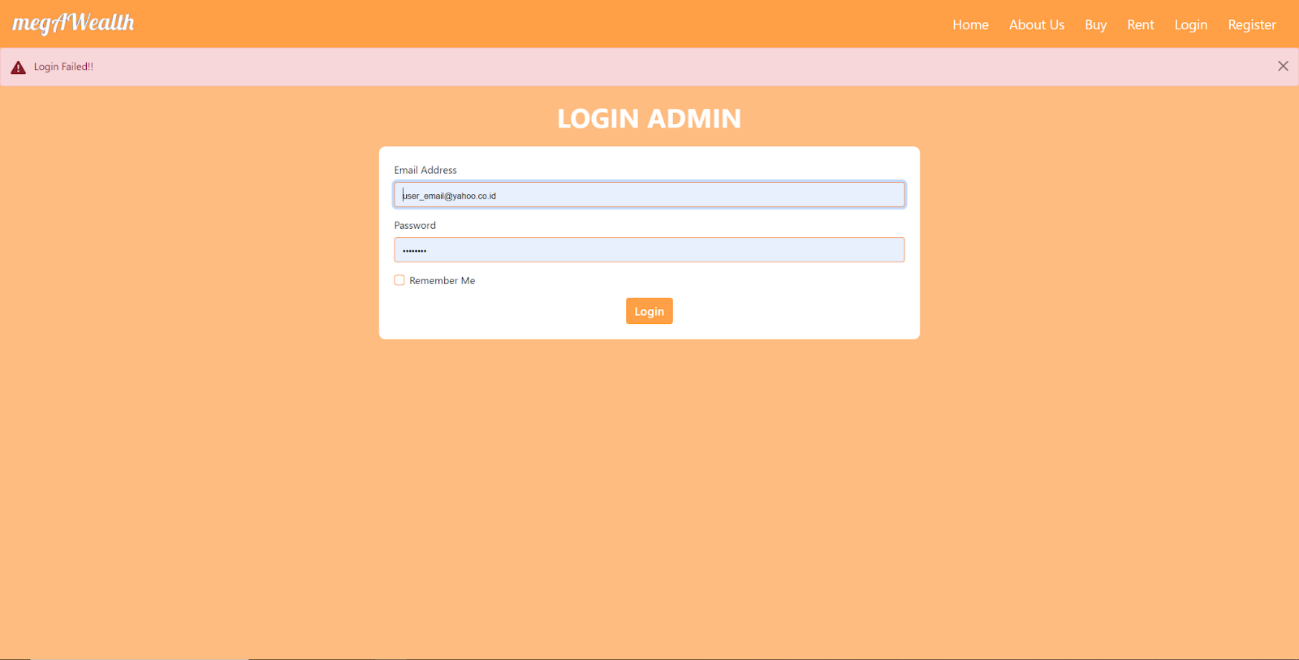 megAWealth
Home About Us Buy Rent Login Register
Login Failed!!
LOGIN ADMIN
Email Address
user_email@yahoo.co.id
Password
••••••••
Remember Me
Login